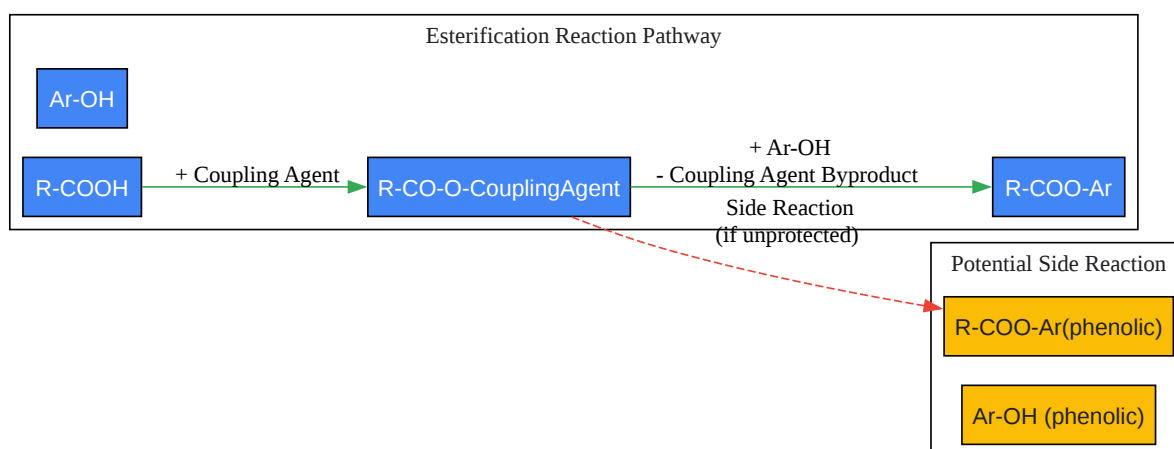 Esterification Reaction Pathway
Ar-OH
R-COOH
+ Coupling Agent
R-CO-O-CouplingAgent
+ Ar-OH
- Coupling Agent Byproduct
R-COO-Ar
Side Reaction
(if unprotected)
Potential Side Reaction
R-COO-Ar(phenolic)
Ar-OH (phenolic)